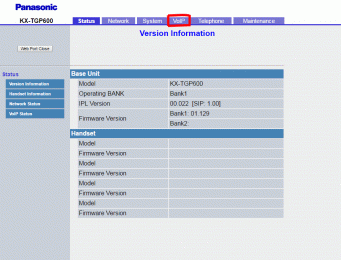 Panasonic
KX-TGP600
Status Network System VoIP Telephone Maintenance
Version Information
Web Port Close
Status
Version Information
Handset Information
Network Status
VoIP Status
Base Unit
Model KX-TGP600
Operating BANK Bank1
IPL Version 00.022 [SIP: 1.00]
Firmware Version Bank1: 01.129
Bank2:
Handset
Model
Firmware Version
Model
Firmware Version
Model
Firmware Version
Model
Firmware Version